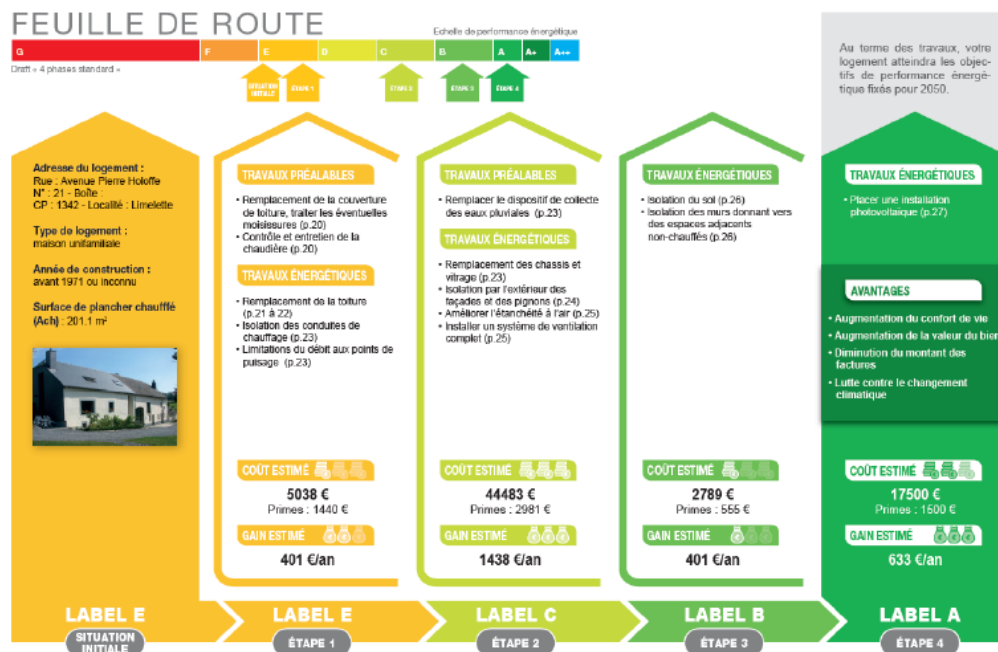 FEUILLE DE ROUTE
Echelle de performance énergétique
G F E D C B A A+ A++
Draft « 4 phases standard »
SITUATION INITIALE
ÉTAPE 1
ÉTAPE 2
ÉTAPE 3
ÉTAPE 4
Au terme des travaux, votre
logement atteindra les objec-
tifs de performance énergé-
tique fixés pour 2050.
Adresse du logement :
Rue : Avenue Pierre Holoffe
N° : 21 - Boîte :
CP : 1342 - Localité : Limelette
Type de logement :
maison unifamiliale
Année de construction :
avant 1971 ou inconnu
Surface de plancher chauffé
(Ach) : 201.1 m²
TRAVAUX PRÉALABLES
• Remplacement de la couverture
de toiture, traiter les éventuelles
moisissures (p.20)
• Contrôle et entretien de la
chaudière (p.20)
TRAVAUX ÉNERGÉTIQUES
• Remplacement de la toiture
(p.21 à 22)
• Isolation des conduites de
chauffage (p.23)
• Limitations du débit aux points de
puisage (p.23)
COÛT ESTIMÉ
5038 €
Primes : 1440 €
GAIN ESTIMÉ
401 €/an
TRAVAUX PRÉALABLES
• Remplacer le dispositif de collecte
des eaux pluviales (p.23)
TRAVAUX ÉNERGÉTIQUES
• Remplacement des chassis et
vitrage (p.23)
• Isolation par l'extérieur des
façades et des pignons (p.24)
• Améliorer l'étanchéité à l'air (p.25)
• Installer un système de ventilation
complet (p.25)
COÛT ESTIMÉ
44483 €
Primes : 2981 €
GAIN ESTIMÉ
1438 €/an
TRAVAUX ÉNERGÉTIQUES
• Isolation du sol (p.26)
• Isolation des murs donnant vers
des espaces adjacents
non-chauffés (p.26)
COÛT ESTIMÉ
2789 €
Primes : 555 €
GAIN ESTIMÉ
401 €/an
TRAVAUX ÉNERGÉTIQUES
• Placer une installation
photovoltaïque (p.27)
AVANTAGES
• Augmentation du confort de vie
• Augmentation de la valeur du bien
• Diminution du montant des
factures
• Lutte contre le changement
climatique
COÛT ESTIMÉ
17500 €
Primes : 1500 €
GAIN ESTIMÉ
633 €/an
LABEL E
SITUATION
INITIALE
LABEL E
ÉTAPE 1
LABEL C
ÉTAPE 2
LABEL B
ÉTAPE 3
LABEL A
ÉTAPE 4